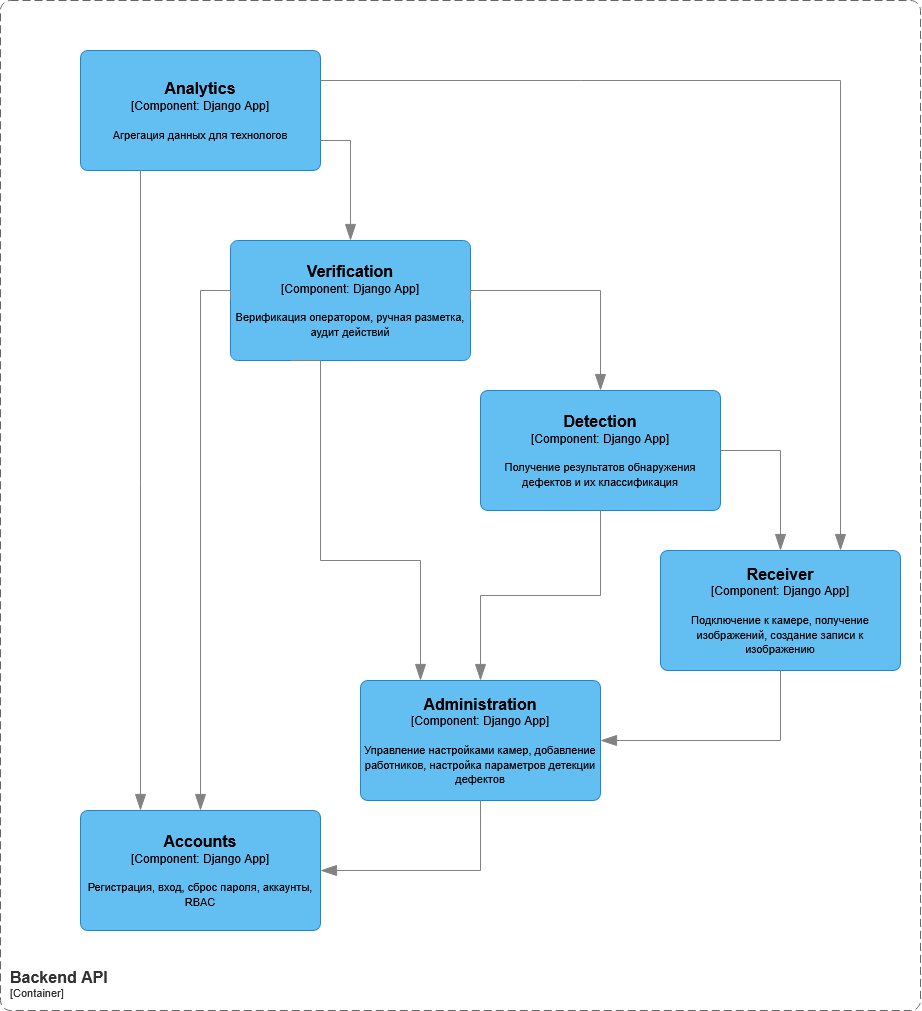 Analytics
[Component: Django App]
Агрегация данных для технологов
Verification
[Component: Django App]
Верификация оператором, ручная разметка,
аудит действий
Detection
[Component: Django App]
Получение результатов обнаружения
дефектов и их классификация
Receiver
[Component: Django App]
Подключение к камере, получение
изображений, создание записи к
изображению
Administration
[Component: Django App]
Управление настройками камер, добавление
работников, настройка параметров детекции
дефектов
Accounts
[Component: Django App]
Регистрация, вход, сброс пароля, аккаунты,
RBAC
Backend API
[Container]